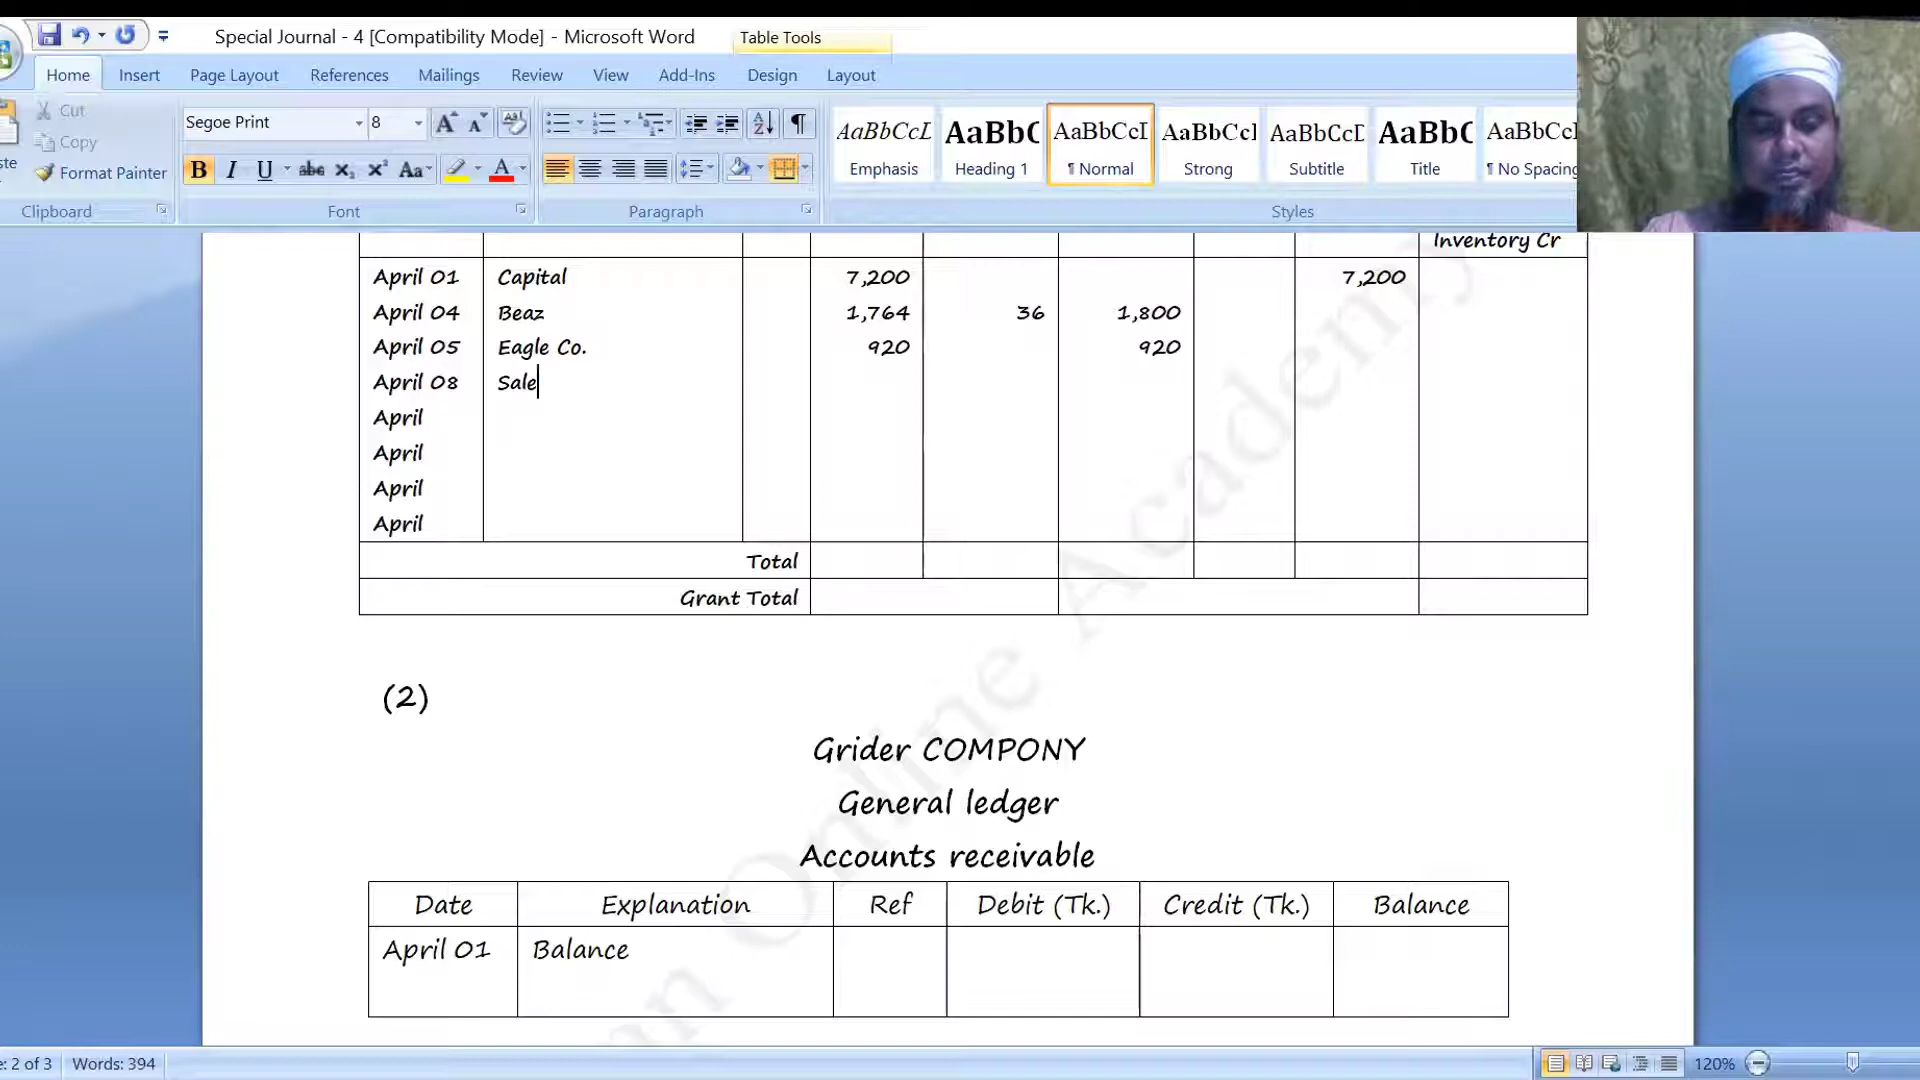 Special Journal - 4 [Compatibility Mode] - Microsoft Word
Table Tools
Home Insert Page Layout References Mailings Review View Add-Ins Design Layout
Cut
Copy
Format Painter
Clipboard
Segoe Print 8
Font
Paragraph
AaBbCcD AaBbC AaBbCcI AaBbCcI AaBbCcD AaBbC AaBbCcI
Emphasis Heading 1 ¶ Normal Strong Subtitle Title ¶ No Spacing
Styles
Inventory Cr
April 01 Capital 7,200 7,200
April 04 Beaz 1,764 36 1,800
April 05 Eagle Co. 920 920
April 08 Sale
April
April
April
April
Total
Grant Total
(2)
Grider COMPONY
General ledger
Accounts receivable
Date Explanation Ref Debit (Tk.) Credit (Tk.) Balance
April 01 Balance
Online Academy
: 2 of 3 Words: 394 120%